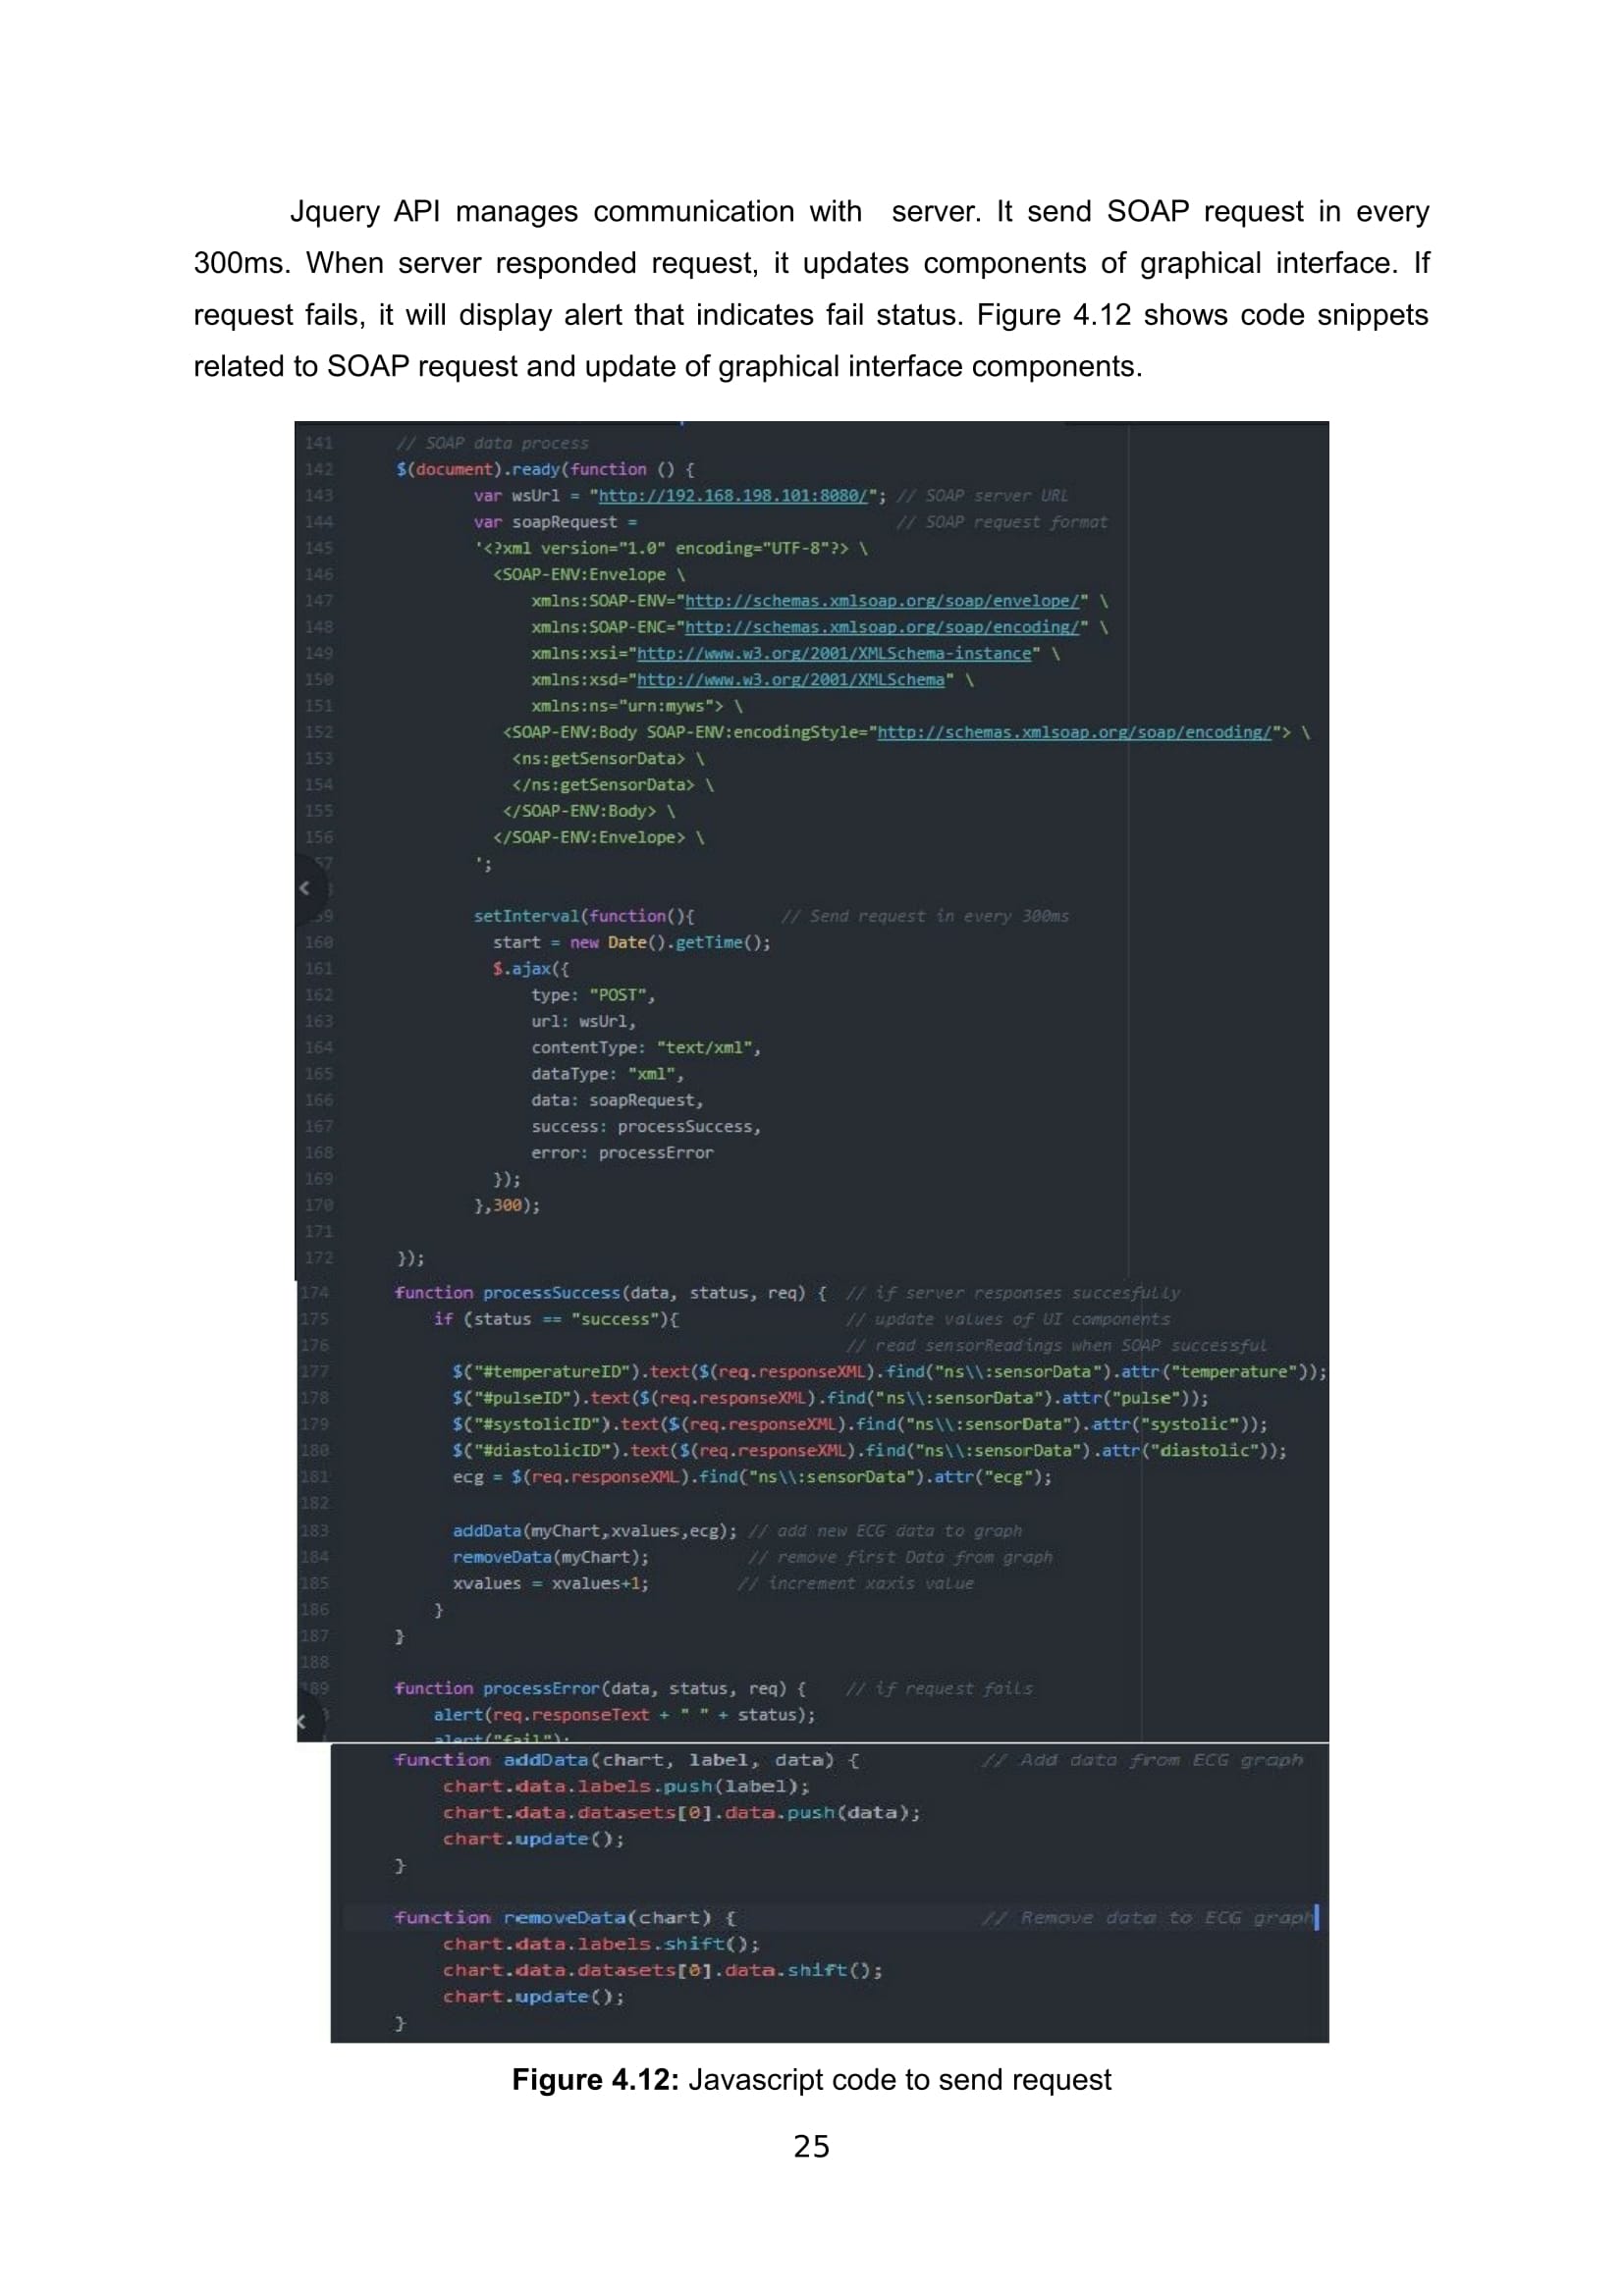 Jquery API manages communication with server. It send SOAP request in every
300ms. When server responded request, it updates components of graphical interface. If
request fails, it will display alert that indicates fail status. Figure 4.12 shows code snippets
related to SOAP request and update of graphical interface components.
141 // SOAP data process
142 $(document).ready(function () {
143 var wsUrl = "http://192.168.198.101:8080/"; // SOAP server URL
144 var soapRequest = // SOAP request format
145 '<?xml version="1.0" encoding="UTF-8"?> \
146 <SOAP-ENV:Envelope \
147 xmlns:SOAP-ENV="http://schemas.xmlsoap.org/soap/envelope/" \
148 xmlns:SOAP-ENC="http://schemas.xmlsoap.org/soap/encoding/" \
149 xmlns:xsi="http://www.w3.org/2001/XMLSchema-instance" \
150 xmlns:xsd="http://www.w3.org/2001/XMLSchema" \
151 xmlns:ns="urn:myws"> \
152 <SOAP-ENV:Body SOAP-ENV:encodingStyle="http://schemas.xmlsoap.org/soap/encoding/"> \
153 <ns:getSensorData> \
154 </ns:getSensorData> \
155 </SOAP-ENV:Body> \
156 </SOAP-ENV:Envelope> \
57 ';
59 setInterval(function(){ // Send request in every 300ms
160 start = new Date().getTime();
161 $.ajax({
162 type: "POST",
163 url: wsUrl,
164 contentType: "text/xml",
165 dataType: "xml",
166 data: soapRequest,
167 success: processSuccess,
168 error: processError
169 });
170 },300);
171
172 });
174 function processSuccess(data, status, req) { // if server responses succesfully
175 if (status == "success"){ // update values of UI components
176 // read sensorReadings when SOAP successful
177 $("#temperatureID").text($(req.responseXML).find("ns\\:sensorData").attr("temperature"));
178 $("#pulseID").text($(req.responseXML).find("ns\\:sensorData").attr("pulse"));
179 $("#systolicID").text($(req.responseXML).find("ns\\:sensorData").attr("systolic"));
180 $("#diastolicID").text($(req.responseXML).find("ns\\:sensorData").attr("diastolic"));
181 ecg = $(req.responseXML).find("ns\\:sensorData").attr("ecg");
182
183 addData(myChart,xvalues,ecg); // add new ECG data to graph
184 removeData(myChart); // remove first Data from graph
185 xvalues = xvalues+1; // increment xaxis value
186 }
187 }
188
189 function processError(data, status, req) { // if request fails
alert(req.responseText + " " + status);
alert("fail");
function addData(chart, label, data) { // Add data from ECG graph
chart.data.labels.push(label);
chart.data.datasets[0].data.push(data);
chart.update();
}
function removeData(chart) { // Remove data to ECG graph
chart.data.labels.shift();
chart.data.datasets[0].data.shift();
chart.update();
}
Figure 4.12: Javascript code to send request
25